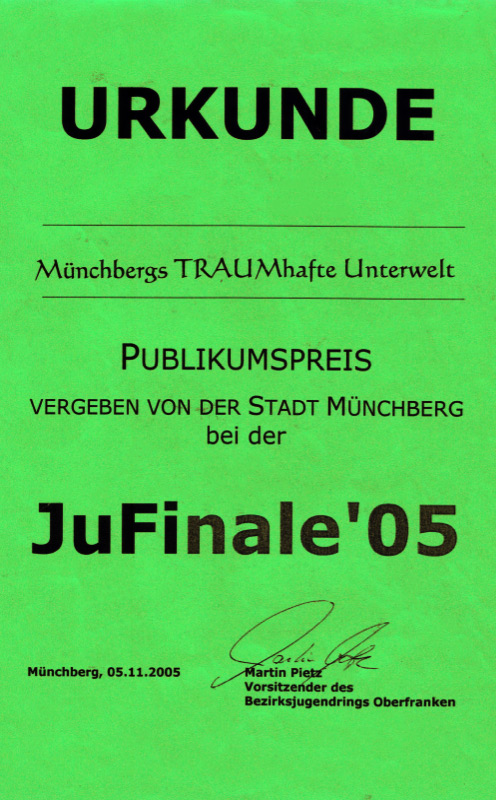 URKUNDE
Münchbergs TRAUMhafte Unterwelt
PUBLIKUMSPREIS
VERGEBEN VON DER STADT MÜNCHBERG
bei der
JuFinale'05
Münchberg, 05.11.2005
Martin Pietz
Vorsitzender des
Bezirksjugendrings Oberfranken